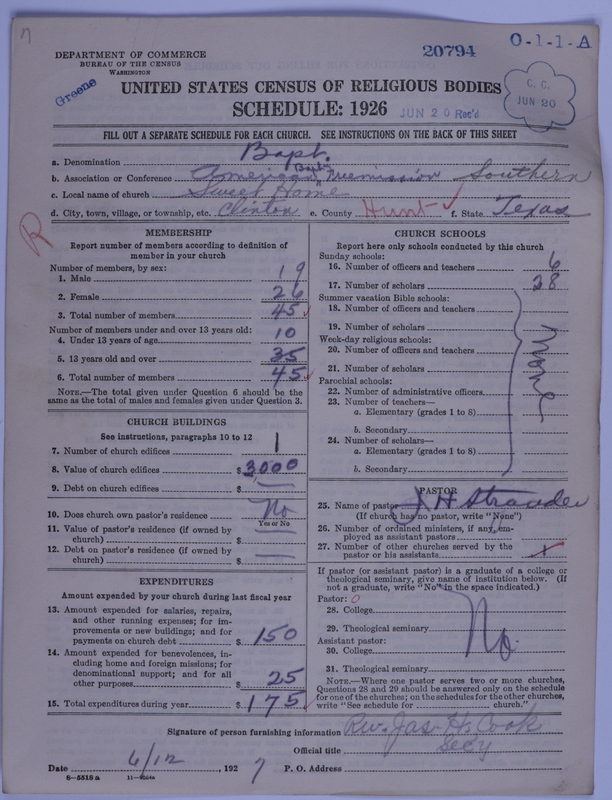 DEPARTMENT OF COMMERCE
BUREAU OF THE CENSUS
WASHINGTON
Greene
20794
O-1-1-A
C. C.
JUN 20
UNITED STATES CENSUS OF RELIGIOUS BODIES
SCHEDULE: 1926
JUN 20 Rec'd
FILL OUT A SEPARATE SCHEDULE FOR EACH CHURCH. SEE INSTRUCTIONS ON THE BACK OF THIS SHEET
a. Denomination Bapt.
b. Association or Conference American Bapt. Southern
c. Local name of church Sweet Home
d. City, town, village, or township, etc. Clinton e. County Hunt f. State Texas
R
MEMBERSHIP
Report number of members according to definition of member in your church
Number of members, by sex:
1. Male 19
2. Female 26
3. Total number of members 45
Number of members under and over 13 years old:
4. Under 13 years of age 10
5. 13 years old and over 35
6. Total number of members 45
NOTE.—The total given under Question 6 should be the
same as the total of males and females given under Question 3.
CHURCH BUILDINGS
See instructions, paragraphs 10 to 12
7. Number of church edifices 1
8. Value of church edifices $ 3000
9. Debt on church edifices $ —
10. Does church own pastor's residence No
Yes or No
11. Value of pastor's residence (if owned by
church) $ —
12. Debt on pastor's residence (if owned by
church) $ —
EXPENDITURES
Amount expended by your church during last fiscal year
13. Amount expended for salaries, repairs,
and other running expenses; for im-
provements or new buildings; and for
payments on church debt $ 150
14. Amount expended for benevolences, in-
cluding home and foreign missions; for
denominational support; and for all
other purposes $ 25
15. Total expenditures during year $ 175
CHURCH SCHOOLS
Report here only schools conducted by this church
Sunday schools:
16. Number of officers and teachers 6
17. Number of scholars 28
Summer vacation Bible schools:
18. Number of officers and teachers
19. Number of scholars
Week-day religious schools:
20. Number of officers and teachers
21. Number of scholars
Parochial schools:
22. Number of administrative officers
23. Number of teachers—
a. Elementary (grades 1 to 8)
b. Secondary
24. Number of scholars—
a. Elementary (grades 1 to 8)
b. Secondary
None
PASTOR
25. Name of pastor J H
(If church has no pastor, write "None")
26. Number of ordained ministers, if any, em-
ployed as assistant pastors
27. Number of other churches served by the
pastor or his assistants
If pastor (or assistant pastor) is a graduate of a college or
theological seminary, give name of institution below. (If
not a graduate, write "No" in the space indicated.)
Pastor: 0
28. College
29. Theological seminary
Assistant pastor:
30. College
31. Theological seminary
No.
NOTE.—Where one pastor serves two or more churches,
Questions 28 and 29 should be answered only on the schedule
for one of the churches; on the schedules for the other churches,
write "See schedule for church."
Signature of person furnishing information Rev. Jas. H. Cook
Official title Secy
Date 6/12, 1927 P. O. Address
8—5518a